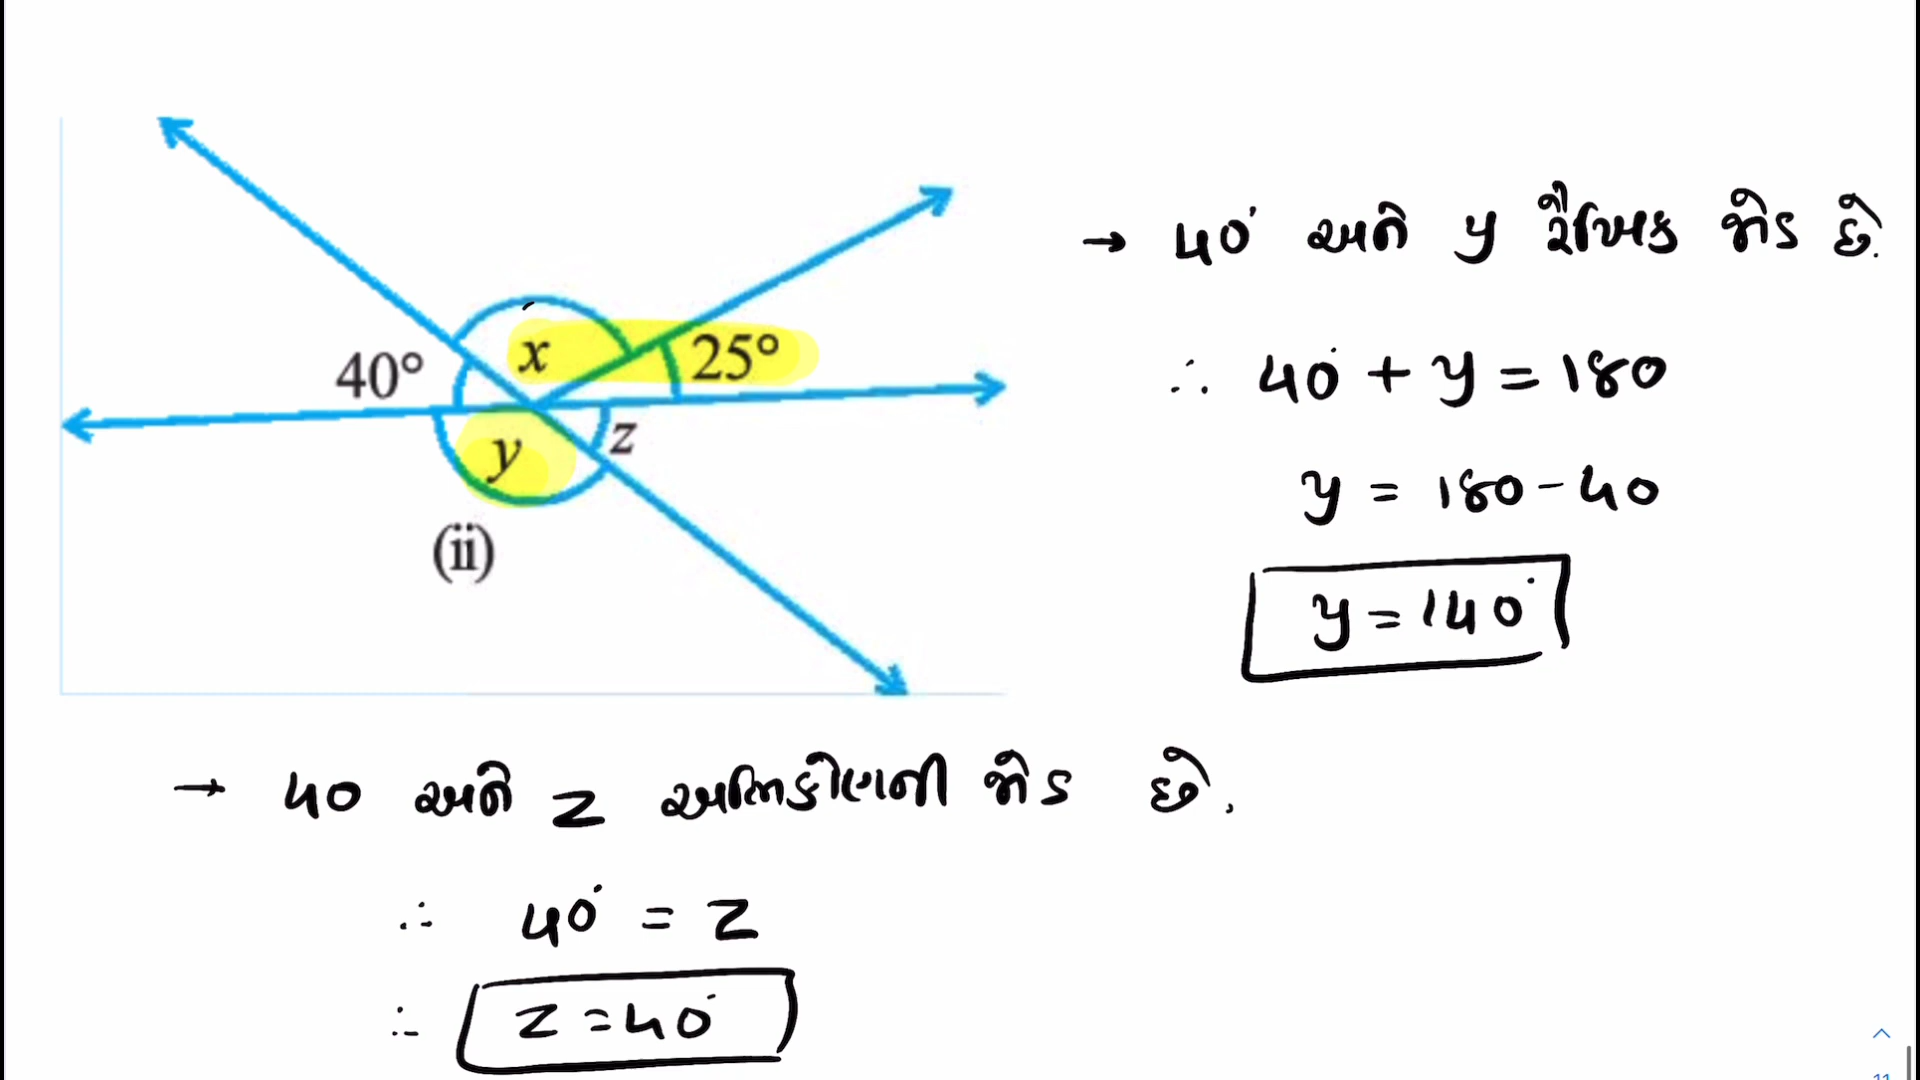 x
25°
40°
y
z
(ii)
→ 40° અને y રૈખિક જોડ છે.
∴ 40° + y = 180
y = 180 - 40
y = 140°
→ 40 અને z અભિકોણની જોડ છે.
∴ 40° = z
∴ z = 40°